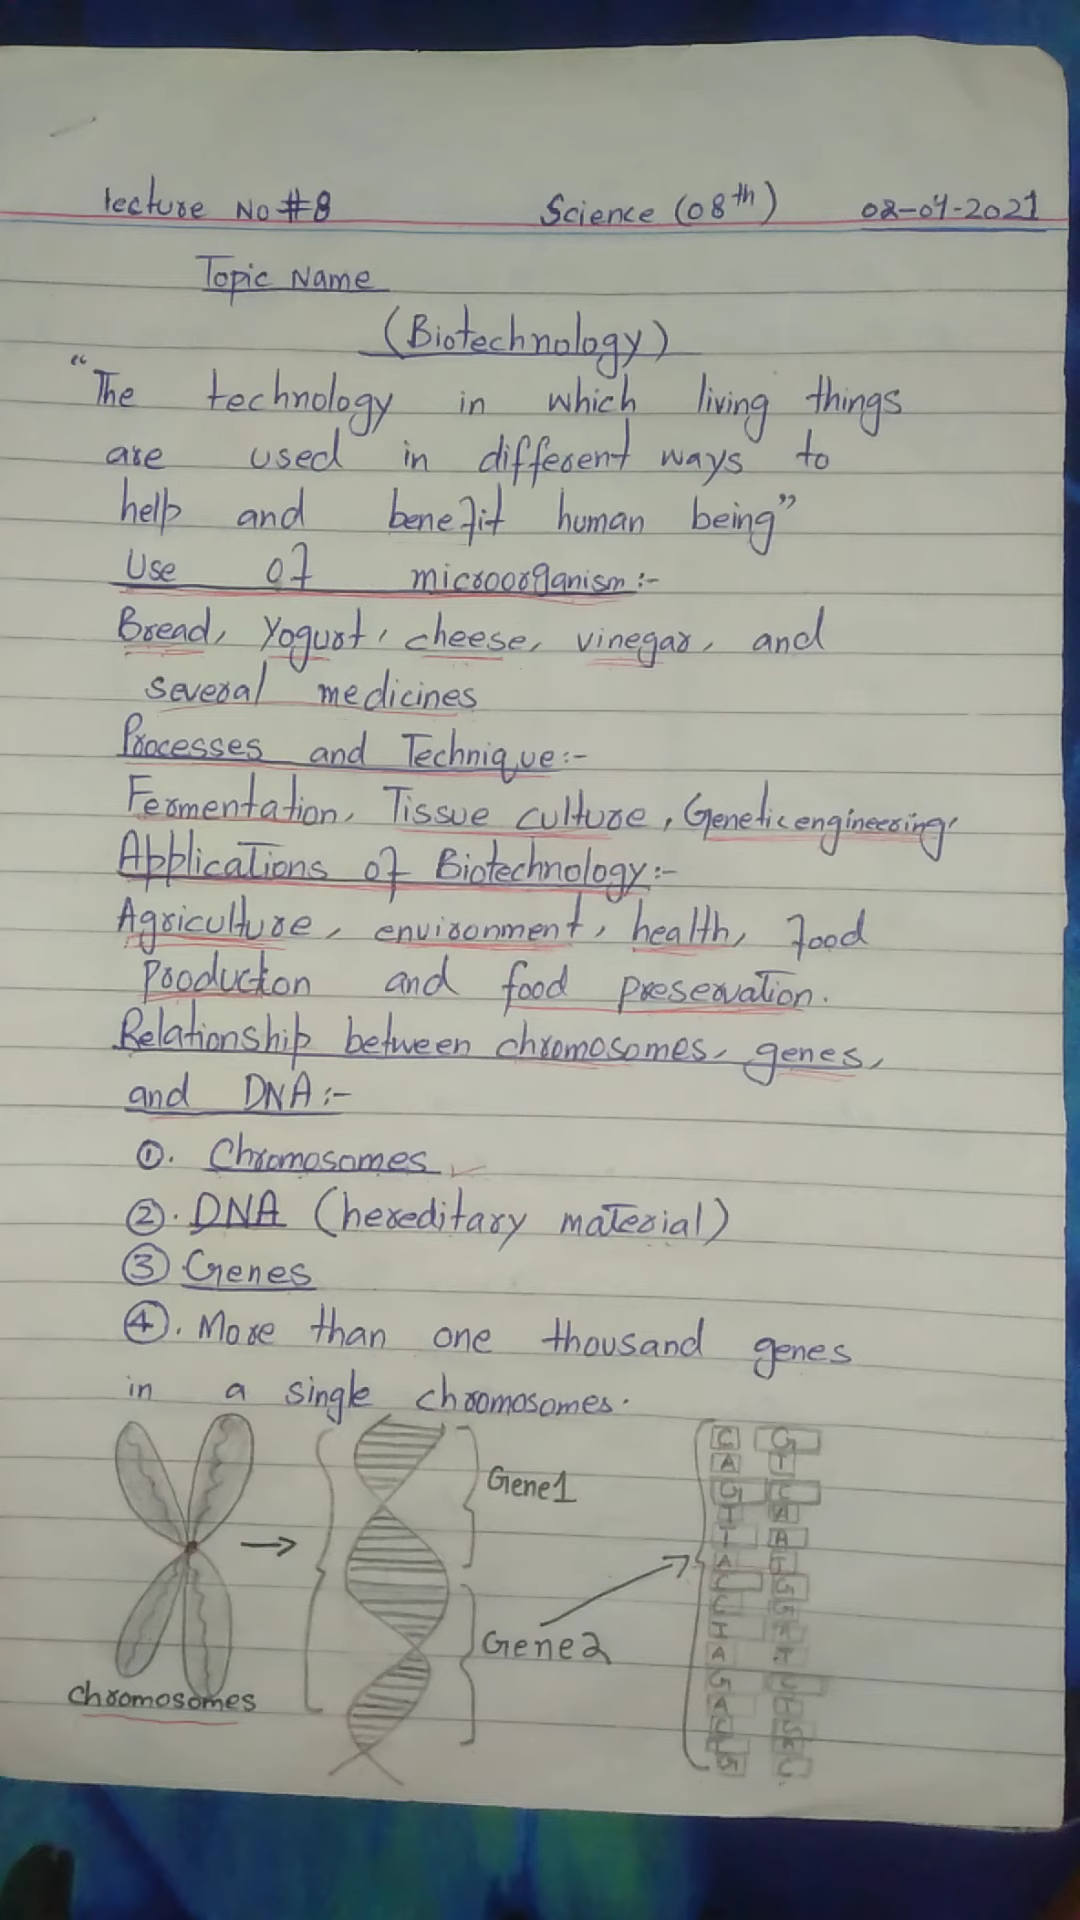 lecture No #8 Science (08th) 02-04-2021
Topic Name
(Biotechnology)
"The technology in which living things
are used in different ways to
help and benefit human being"
Use of microorganism:-
Bread, Yogurt, cheese, vinegar, and
several medicines
Processes and Technique:-
Fermentation, Tissue culture, Genetic engineering,
Applications of Biotechnology:-
Agriculture, environment, health, food
Production and food preservation.
Relationship between chromosomes, genes,
and DNA:-
①. Chromosomes
②. DNA (hereditary material)
③ Genes
④. More than one thousand genes
in a single chromosomes.
chromosomes
Gene1
Gene2
C G
A T
G C
T A
T A
A T
C G
C G
T A
A T
G C
A T
G C